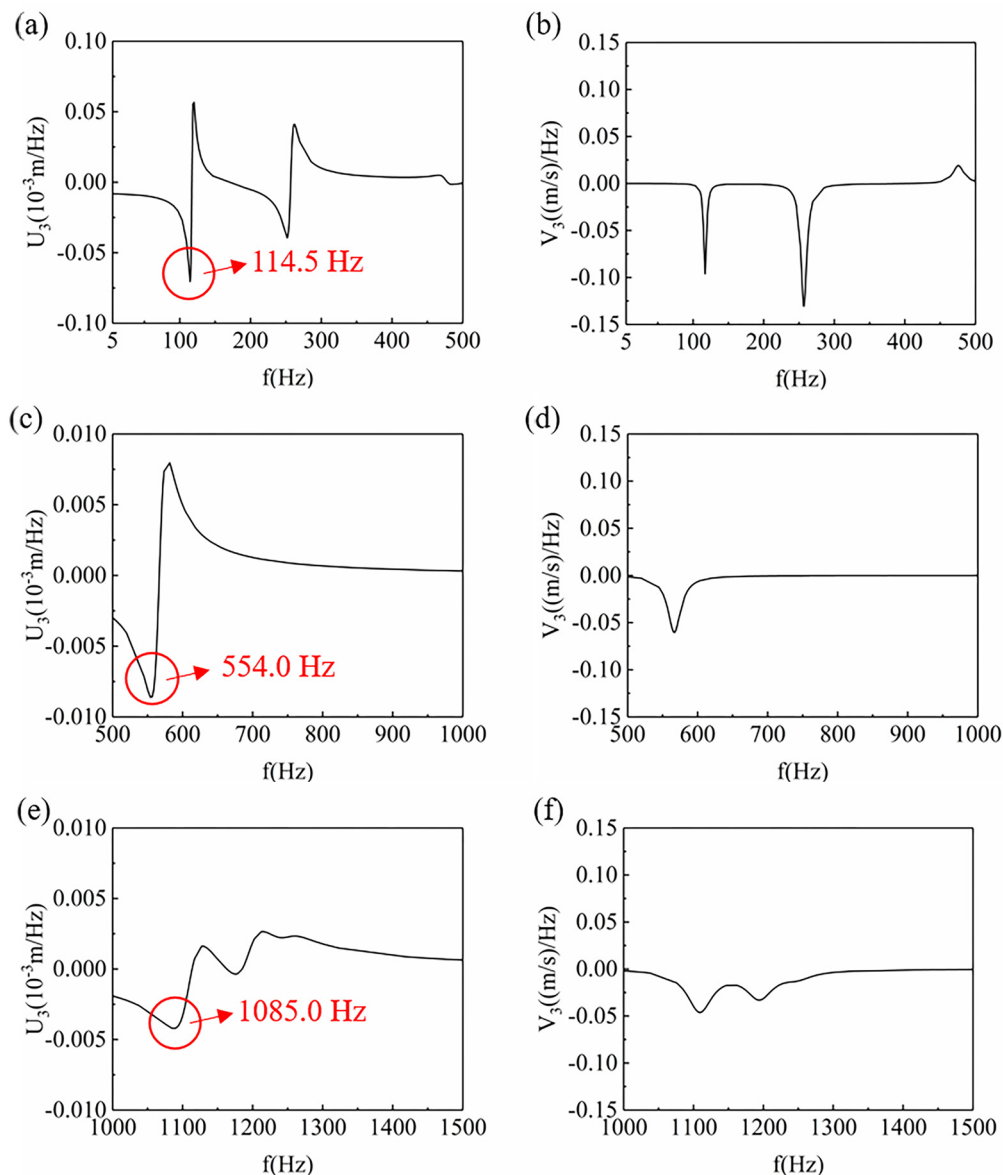 (a)
0.10
0.05
0.00
-0.05
-0.10
U₃(10⁻³m/Hz)
114.5 Hz
5 100 200 300 400 500
f(Hz)
(b)
0.15
0.10
0.05
0.00
-0.05
-0.10
-0.15
V₃((m/s)/Hz)
5 100 200 300 400 500
f(Hz)
(c)
0.010
0.005
0.000
-0.005
-0.010
U₃(10⁻³m/Hz)
554.0 Hz
500 600 700 800 900 1000
f(Hz)
(d)
0.15
0.10
0.05
0.00
-0.05
-0.10
-0.15
V₃((m/s)/Hz)
500 600 700 800 900 1000
f(Hz)
(e)
0.010
0.005
0.000
-0.005
-0.010
U₃(10⁻³m/Hz)
1085.0 Hz
1000 1100 1200 1300 1400 1500
f(Hz)
(f)
0.15
0.10
0.05
0.00
-0.05
-0.10
-0.15
V₃((m/s)/Hz)
1000 1100 1200 1300 1400 1500
f(Hz)